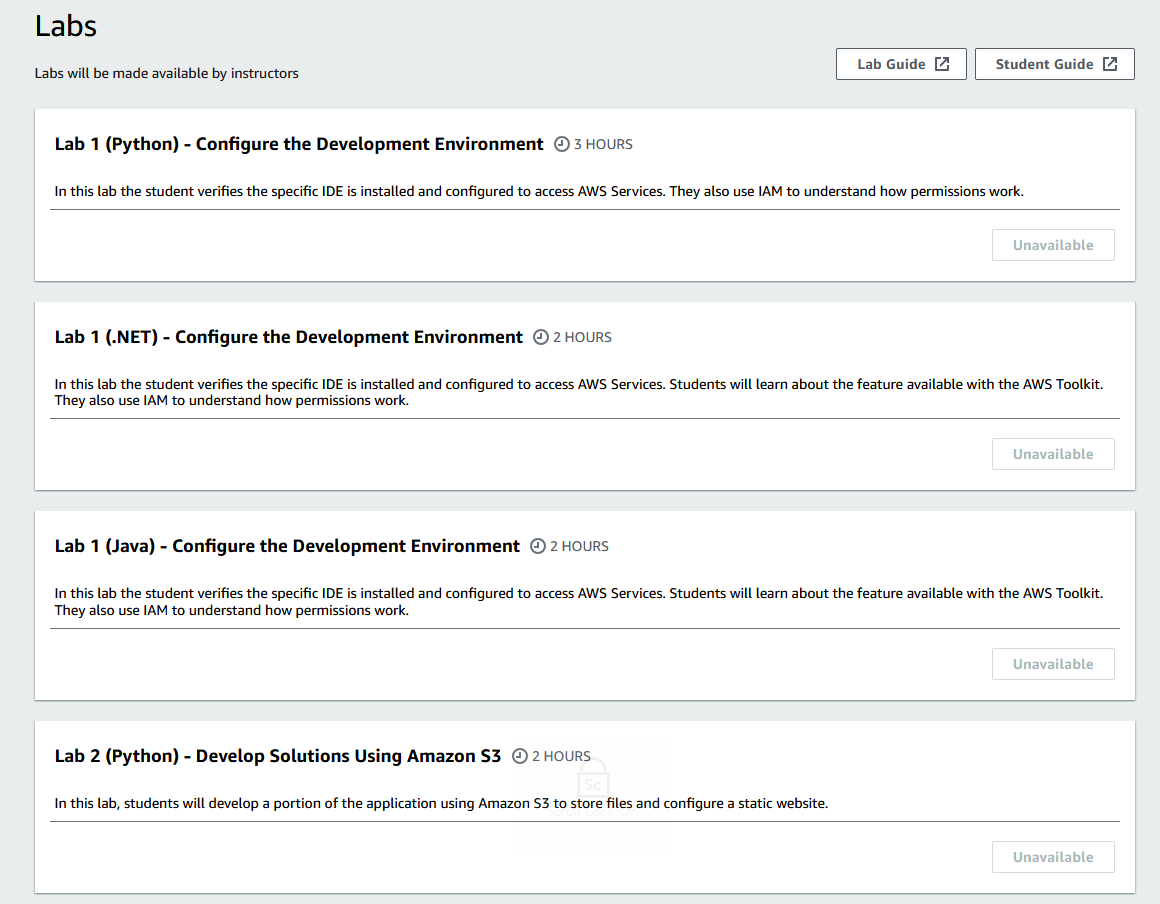 Labs
Labs will be made available by instructors
Lab Guide
Student Guide
Lab 1 (Python) - Configure the Development Environment 3 HOURS
In this lab the student verifies the specific IDE is installed and configured to access AWS Services. They also use IAM to understand how permissions work.
Unavailable
Lab 1 (.NET) - Configure the Development Environment 2 HOURS
In this lab the student verifies the specific IDE is installed and configured to access AWS Services. Students will learn about the feature available with the AWS Toolkit.
They also use IAM to understand how permissions work.
Unavailable
Lab 1 (Java) - Configure the Development Environment 2 HOURS
In this lab the student verifies the specific IDE is installed and configured to access AWS Services. Students will learn about the feature available with the AWS Toolkit.
They also use IAM to understand how permissions work.
Unavailable
Lab 2 (Python) - Develop Solutions Using Amazon S3 2 HOURS
Sc
In this lab, students will develop a portion of the application using Amazon S3 to store files and configure a static website.
Unavailable